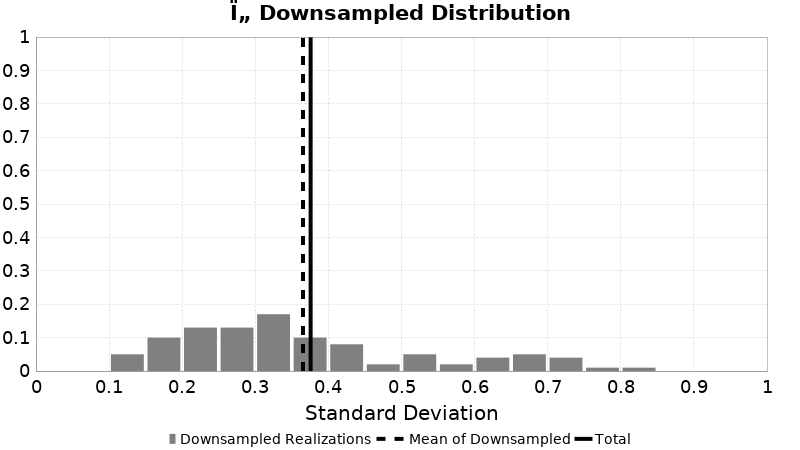 Ï„ Downsampled Distribution
1
0.9
0.8
0.7
0.6
0.5
0.4
0.3
0.2
0.1
0
0 0.1 0.2 0.3 0.4 0.5 0.6 0.7 0.8 0.9 1
Standard Deviation
Downsampled Realizations Mean of Downsampled Total